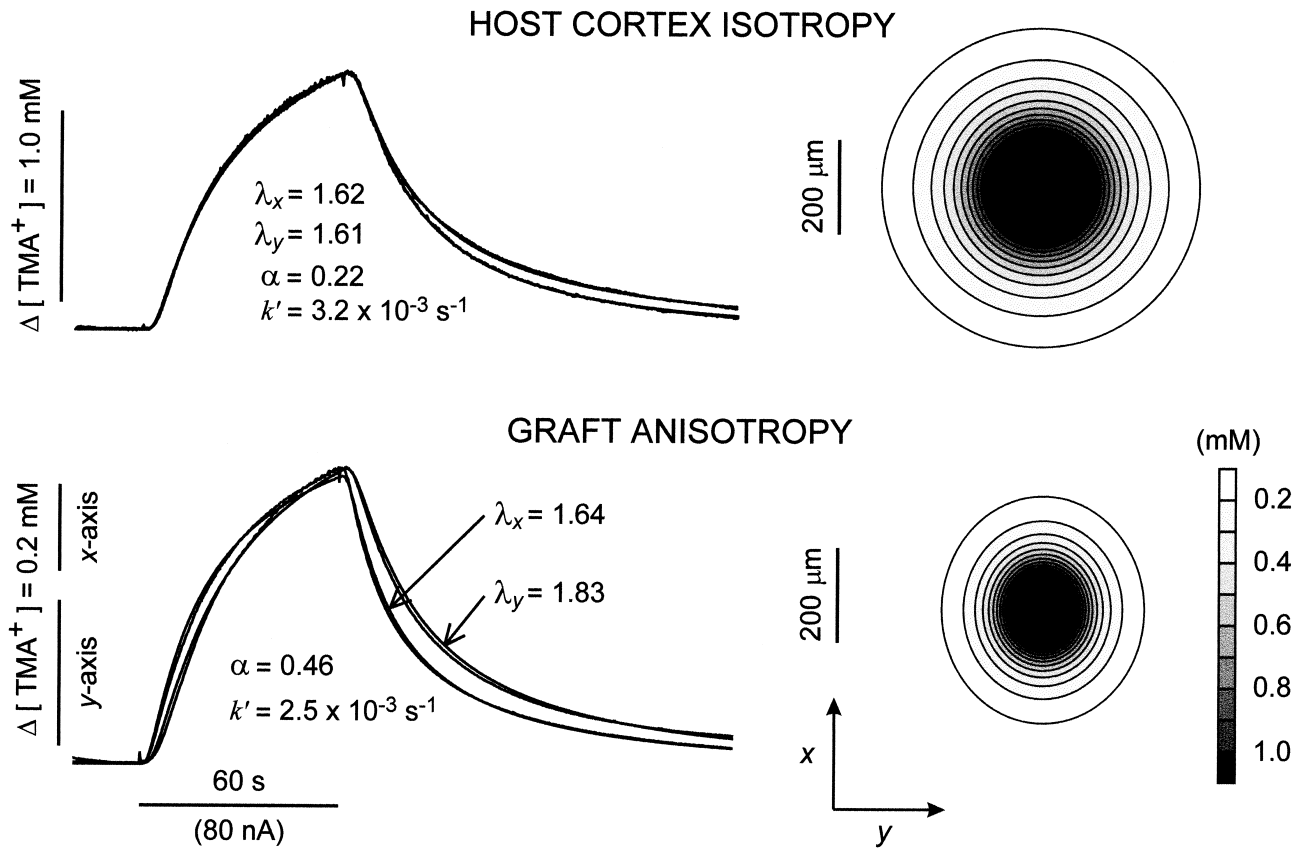 HOST CORTEX ISOTROPY
Δ [ TMA⁺ ] = 1.0 mM
λₓ = 1.62
λᵧ = 1.61
α = 0.22
k′ = 3.2 x 10⁻³ s⁻¹
200 μm
GRAFT ANISOTROPY
Δ [ TMA⁺ ] = 0.2 mM
x-axis
y-axis
λₓ = 1.64
λᵧ = 1.83
α = 0.46
k′ = 2.5 x 10⁻³ s⁻¹
60 s
(80 nA)
200 μm
x
y
(mM)
0.2
0.4
0.6
0.8
1.0